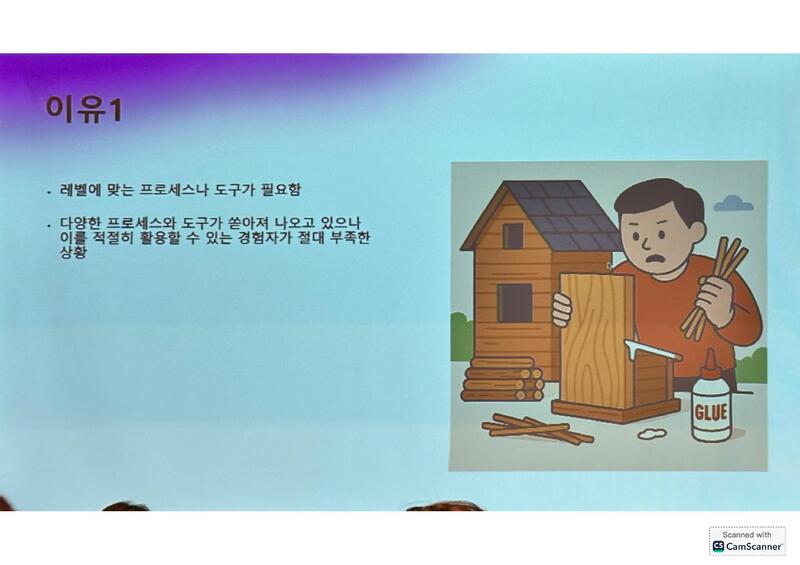 이유1
• 레벨에 맞는 프로세스나 도구가 필요함
• 다양한 프로세스와 도구가 쏟아져 나오고 있으나
이를 적절히 활용할 수 있는 경험자가 절대 부족한
상황
GLUE
Scanned with
CS CamScanner